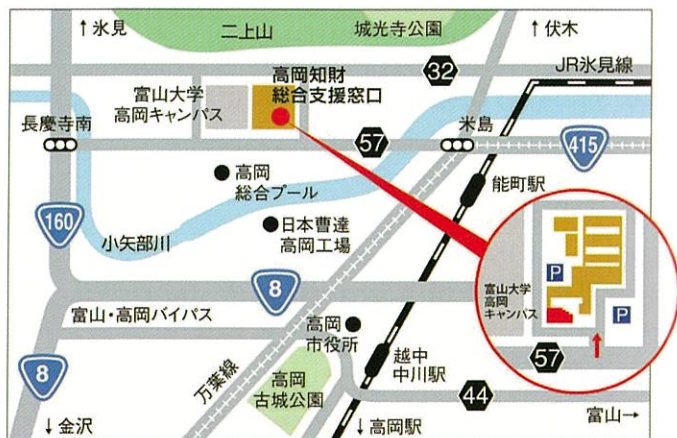 ↑氷見
二上山
城光寺公園
↑伏木
32
JR氷見線
高岡知財
総合支援窓口
富山大学
高岡キャンパス
長慶寺南
57
米島
415
高岡
総合プール
能町駅
160
日本曹達
高岡工場
小矢部川
8
P
富山大学
高岡
キャンパス
P
富山・高岡バイパス
高岡
市役所
57
8
万葉線
越中
中川駅
高岡
古城公園
44
↓金沢
↓高岡駅
富山→